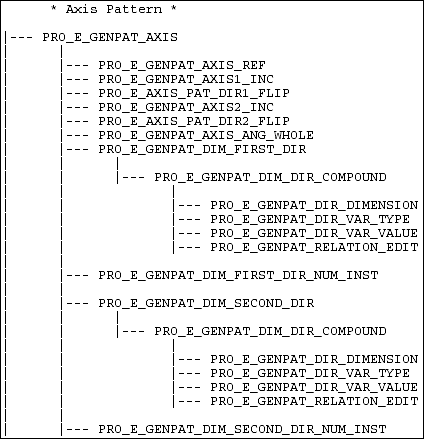 * Axis Pattern *
|--- PRO_E_GENPAT_AXIS
|--- PRO_E_GENPAT_AXIS_REF
|--- PRO_E_GENPAT_AXIS1_INC
|--- PRO_E_AXIS_PAT_DIR1_FLIP
|--- PRO_E_GENPAT_AXIS2_INC
|--- PRO_E_AXIS_PAT_DIR2_FLIP
|--- PRO_E_GENPAT_AXIS_ANG_WHOLE
|--- PRO_E_GENPAT_DIM_FIRST_DIR
|--- PRO_E_GENPAT_DIM_DIR_COMPOUND
|--- PRO_E_GENPAT_DIR_DIMENSION
|--- PRO_E_GENPAT_DIR_VAR_TYPE
|--- PRO_E_GENPAT_DIR_VAR_VALUE
|--- PRO_E_GENPAT_RELATION_EDIT
|--- PRO_E_GENPAT_DIM_FIRST_DIR_NUM_INST
|--- PRO_E_GENPAT_DIM_SECOND_DIR
|--- PRO_E_GENPAT_DIM_DIR_COMPOUND
|--- PRO_E_GENPAT_DIR_DIMENSION
|--- PRO_E_GENPAT_DIR_VAR_TYPE
|--- PRO_E_GENPAT_DIR_VAR_VALUE
|--- PRO_E_GENPAT_RELATION_EDIT
|--- PRO_E_GENPAT_DIM_SECOND_DIR_NUM_INST